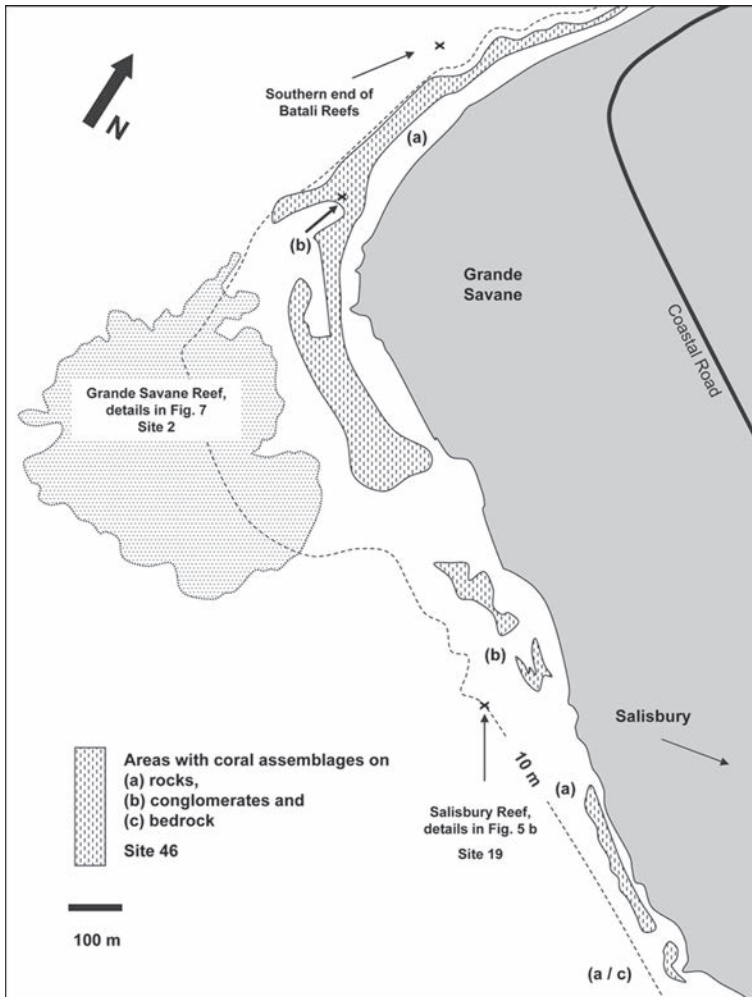 N
Southern end of
Batali Reefs
(a)
(b)
Grande
Savane
Coastal Road
Grande Savane Reef,
details in Fig. 7
Site 2
(b)
Salisbury
10 m
(a)
Areas with coral assemblages on
(a) rocks,
(b) conglomerates and
(c) bedrock
Site 46
Salisbury Reef,
details in Fig. 5 b
Site 19
100 m
(a / c)